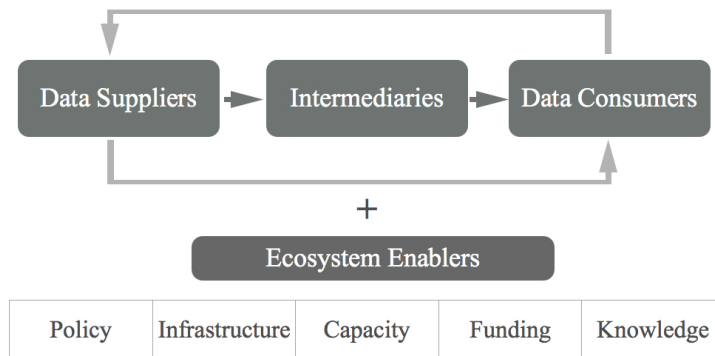 Data Suppliers
Intermediaries
Data Consumers
+
Ecosystem Enablers
Policy
Infrastructure
Capacity
Funding
Knowledge